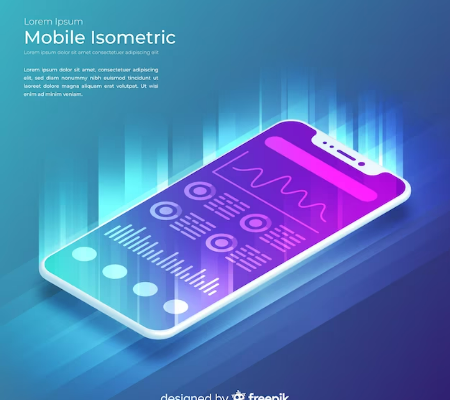 Lorem Ipsum
Mobile Isometric
Lorem ipsum dolor sit amet consectetuer adipiscing elit
Lorem ipsum dolor sit amet, consectetuer adipiscing
elit, sed diam nonummy nibh euismod tincidunt ut
laoreet dolore magna aliquam erat volutpat. Ut wisi
enim ad minim veniam.
designed by freepik